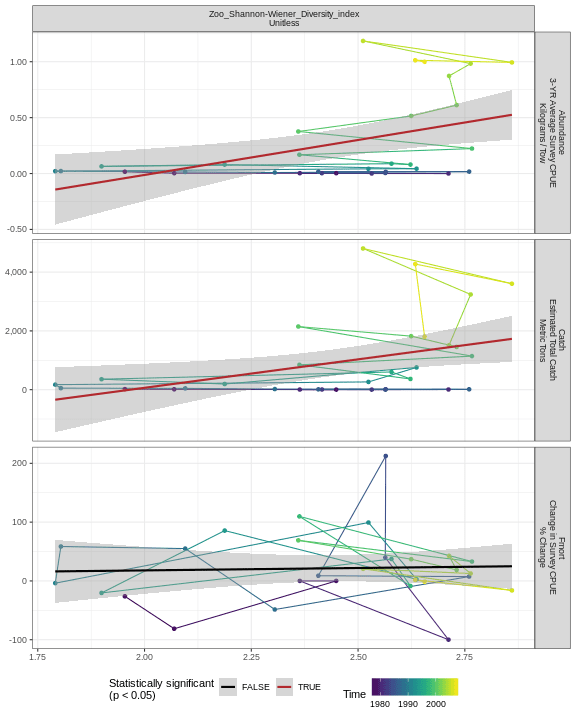 Zoo_Shannon-Wiener_Diversity_index
Unitless
1.00
0.50
0.00
-0.50
Abundance
3-YR Average Survey CPUE
Kilograms / Tow
4,000
2,000
0
Catch
Estimated Total Catch
Metric Tons
200
100
0
-100
Fmort
Change in Survey CPUE
% Change
1.75
2.00
2.25
2.50
2.75
Statistically significant
(p < 0.05)
FALSE
TRUE
Time
1980
1990
2000